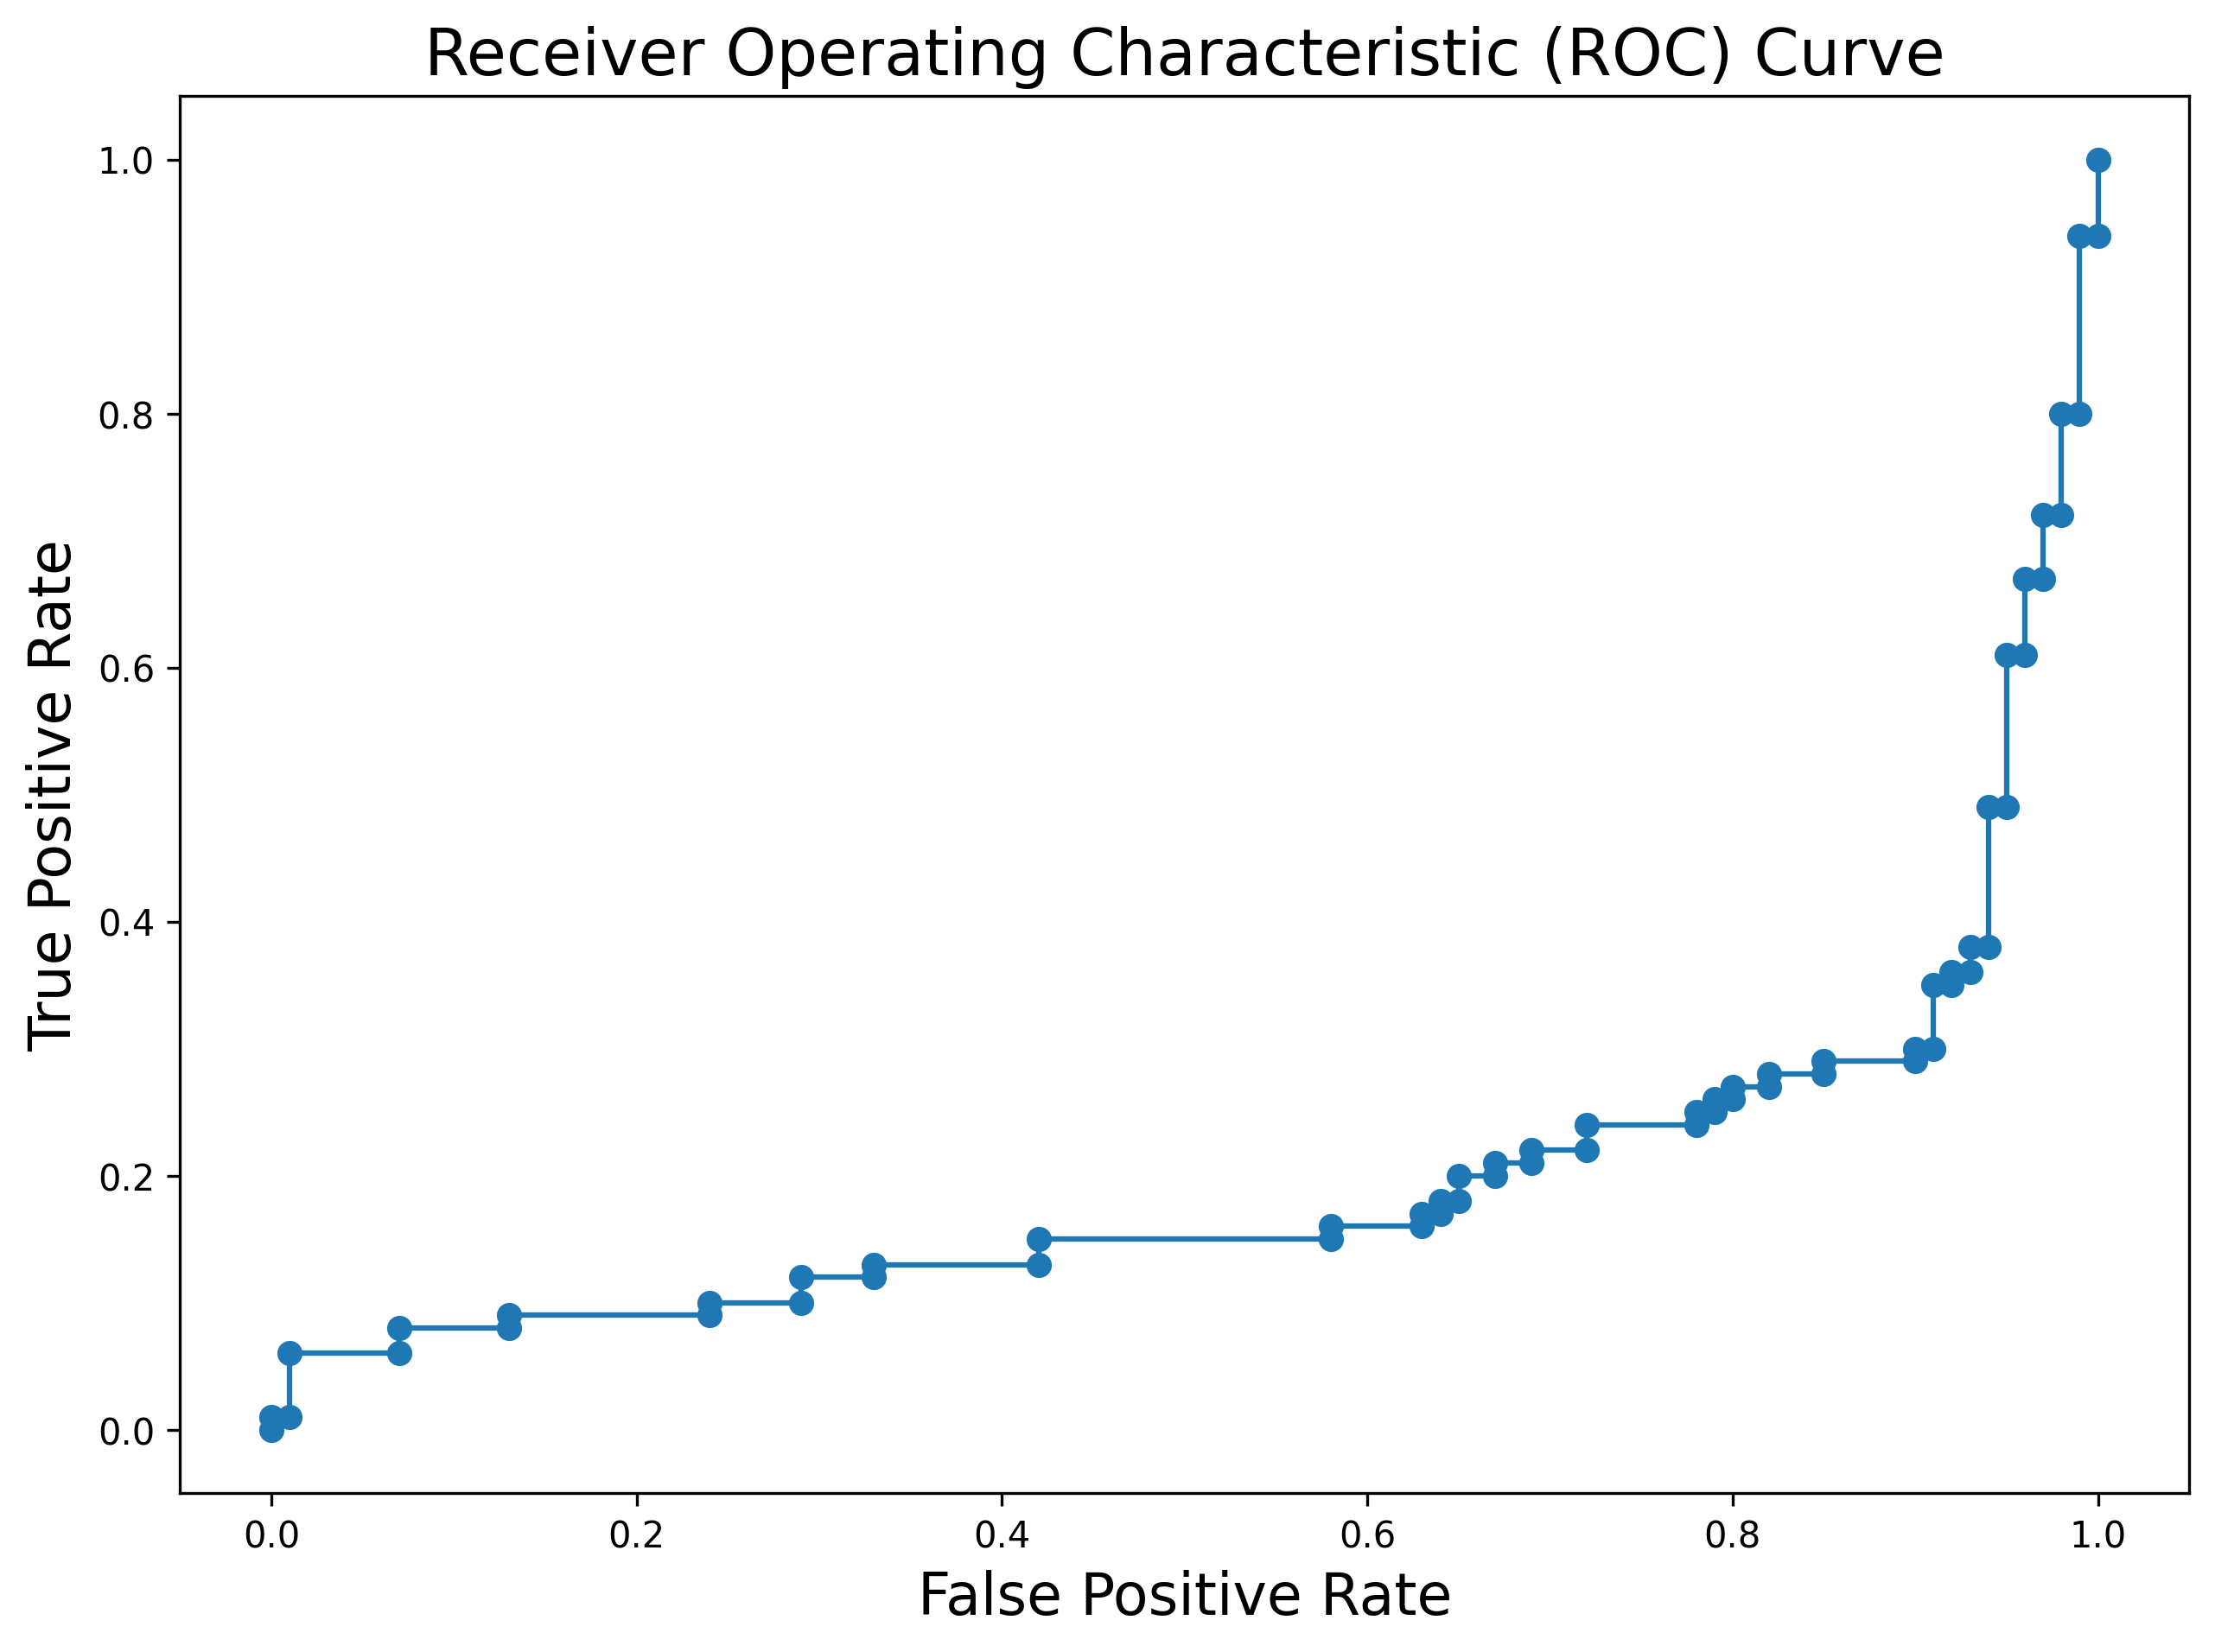 Receiver Operating Characteristic (ROC) Curve
True Positive Rate
1.0
0.8
0.6
0.4
0.2
0.0
0.0 0.2 0.4 0.6 0.8 1.0
False Positive Rate